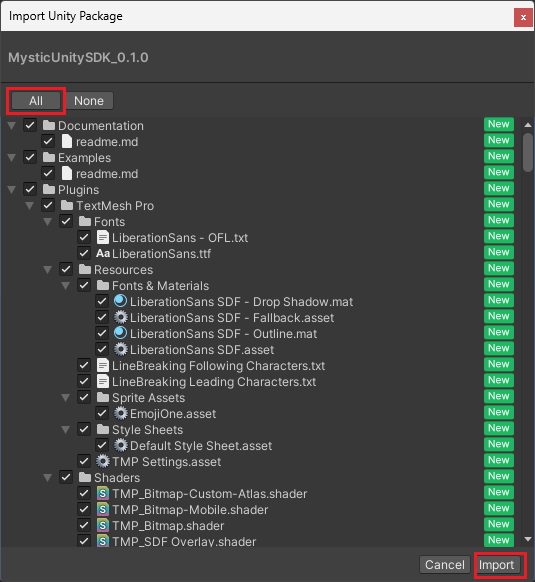 Import Unity Package x
MysticUnitySDK_0.1.0
All None
Documentation New
readme.md New
Examples New
readme.md New
Plugins New
TextMesh Pro New
Fonts New
LiberationSans - OFL.txt New
Aa LiberationSans.ttf New
Resources New
Fonts & Materials New
LiberationSans SDF - Drop Shadow.mat New
LiberationSans SDF - Fallback.asset New
LiberationSans SDF - Outline.mat New
LiberationSans SDF.asset New
LineBreaking Following Characters.txt New
LineBreaking Leading Characters.txt New
Sprite Assets New
EmojiOne.asset New
Style Sheets New
Default Style Sheet.asset New
TMP Settings.asset New
Shaders New
S TMP_Bitmap-Custom-Atlas.shader New
S TMP_Bitmap-Mobile.shader New
S TMP_Bitmap.shader New
S TMP_SDF Overlay.shader New
Cancel Import